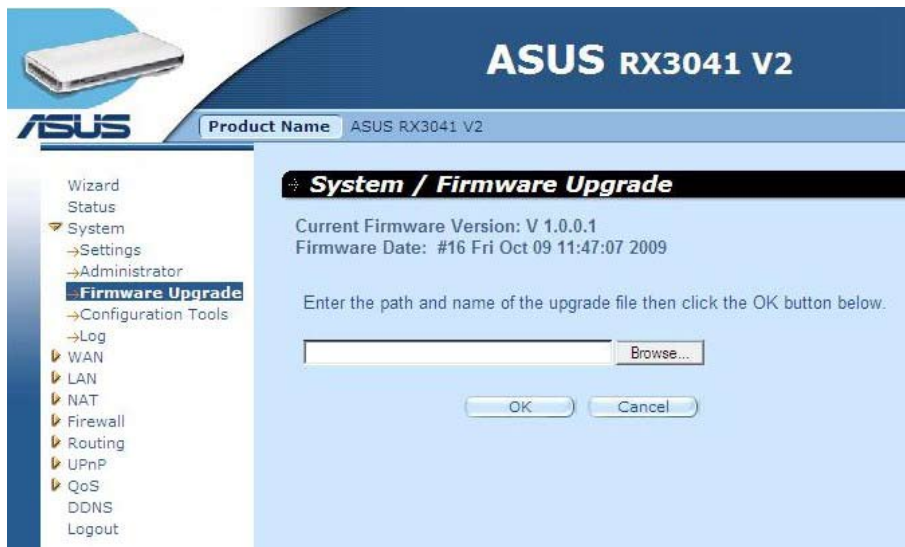 ASUS RX3041 V2
ASUS
Product Name ASUS RX3041 V2
Wizard
Status
System
→Settings
→Administrator
→Firmware Upgrade
→Configuration Tools
→Log
WAN
LAN
NAT
Firewall
Routing
UPnP
QoS
DDNS
Logout
System / Firmware Upgrade
Current Firmware Version: V 1.0.0.1
Firmware Date: #16 Fri Oct 09 11:47:07 2009
Enter the path and name of the upgrade file then click the OK button below.
Browse...
OK Cancel